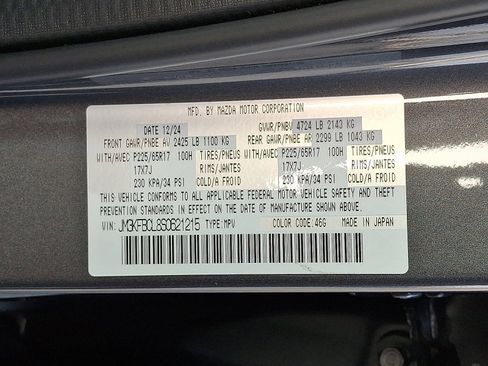 MFD. BY MAZDA MOTOR CORPORATION
DATE 12/24 GVWR/PNBV 4724 LB 2143 KG
FRONT GAWR/PNBE AV 2425 LB 1100 KG REAR GAWR/PNBE AR 2299 LB 1043 KG
WITH/AVEC P225/65R17 100H TIRES/PNEUS WITH/AVEC P225/65R17 100H TIRES/PNEUS
17X7J RIMS/JANTES 17X7J RIMS/JANTES
230 KPA/34 PSI COLD/A FROID 230 KPA/34 PSI COLD/A FROID
THIS VEHICLE CONFORMS TO ALL APPLICABLE FEDERAL MOTOR VEHICLE SAFETY AND THEFT
PREVENTION STANDARDS IN EFFECT ON THE DATE OF MANUFACTURE SHOWN ABOVE.
VIN: JM3KFBCL8S0621215 TYPE:MPV COLOR CODE:46G MADE IN JAPAN